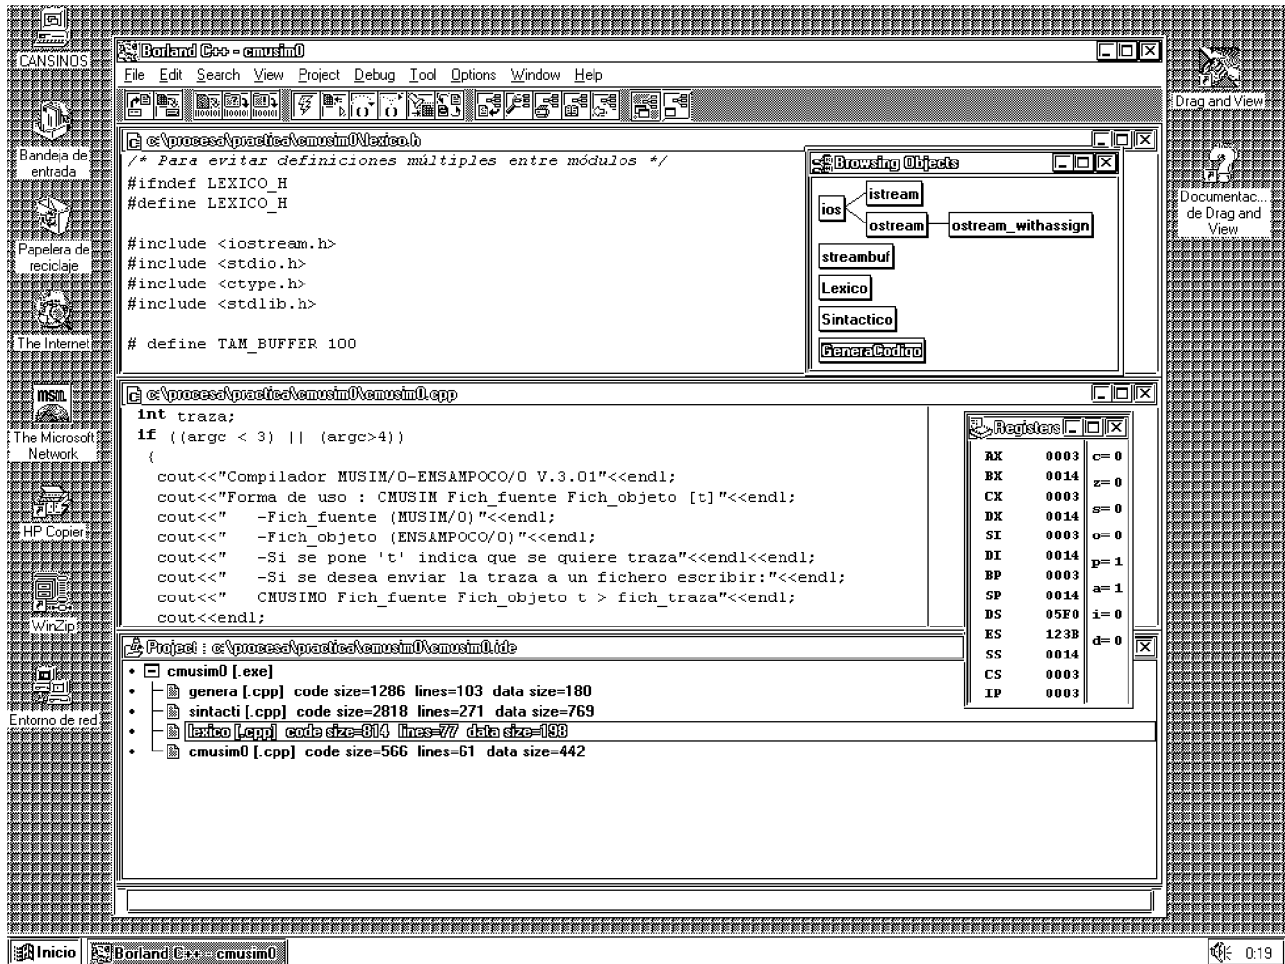 CANSINOS
Bandeja de
entrada
Papelera de
reciclaje
The Internet
msn.
The Microsoft
Network
HP Copier
WinZip
Entorno de red
Borland C++ - cmusim0
File Edit Search View Project Debug Tool Options Window Help
c:\procesa\practica\cmusim0\lexico.h
/* Para evitar definiciones múltiples entre módulos */
#ifndef LEXICO_H
#define LEXICO_H
#include <iostream.h>
#include <stdio.h>
#include <ctype.h>
#include <stdlib.h>
# define TAM_BUFFER 100
Browsing Objects
ios
istream
ostream
ostream_withassign
streambuf
Lexico
Sintactico
GeneraCodigo
c:\procesa\practica\cmusim0\cmusim0.cpp
int traza;
if ((argc < 3) || (argc>4))
{
cout<<"Compilador MUSIM/0-ENSAMPOCO/0 V.3.01"<<endl;
cout<<"Forma de uso : CMUSIM Fich_fuente Fich_objeto [t]"<<endl;
cout<<"   -Fich_fuente (MUSIM/0)"<<endl;
cout<<"   -Fich_objeto (ENSAMPOCO/0)"<<endl;
cout<<"   -Si se pone 't' indica que se quiere traza"<<endl<<endl;
cout<<"   -Si se desea enviar la traza a un fichero escribir:"<<endl;
cout<<"   CMUSIM0 Fich_fuente Fich_objeto t > fich_traza"<<endl;
cout<<endl;
Registers
AX 0003 c=0
BX 0014 z=0
CX 0003
DX 0014 s=0
SI 0003 o=0
DI 0014 p=1
BP 0003
SP 0014 a=1
DS 05F0 i=0
ES 123B d=0
SS 0014
CS 0003
IP 0003
Project : c:\procesa\practica\cmusim0\cmusim0.ide
cmusim0 [.exe]
genera [.cpp] code size=1286 lines=103 data size=180
sintacti [.cpp] code size=2818 lines=271 data size=769
lexico [.cpp] code size=814 lines=77 data size=198
cmusim0 [.cpp] code size=566 lines=61 data size=442
Drag and View
Documentac...
de Drag and
View
Inicio
Borland C++ - cmusim0
0:19